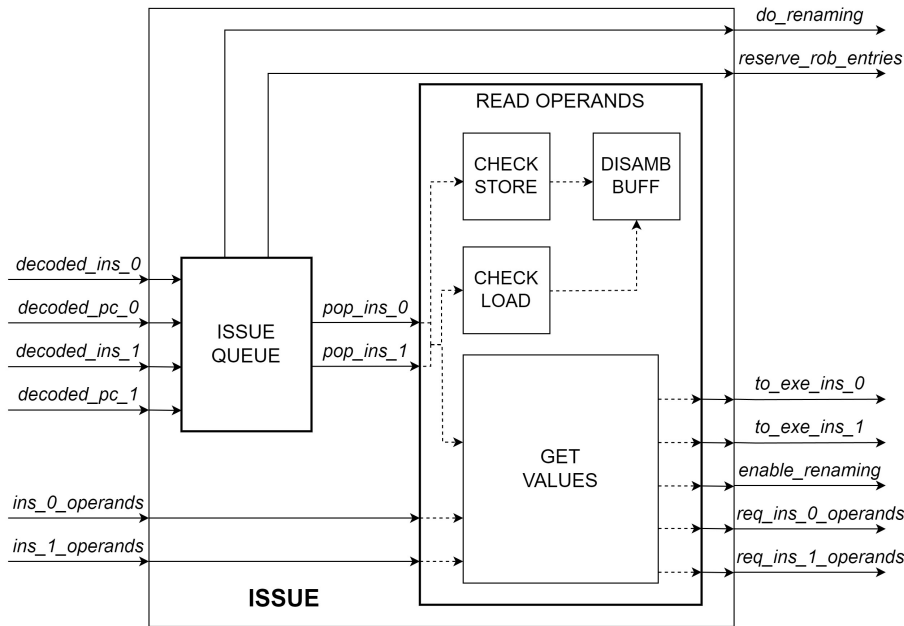 do_renaming
reserve_rob_entries
READ OPERANDS
CHECK
STORE
DISAMB
BUFF
decoded_ins_0
decoded_pc_0
decoded_ins_1
decoded_pc_1
ISSUE
QUEUE
pop_ins_0
pop_ins_1
CHECK
LOAD
GET
VALUES
to_exe_ins_0
to_exe_ins_1
enable_renaming
req_ins_0_operands
req_ins_1_operands
ins_0_operands
ins_1_operands
ISSUE